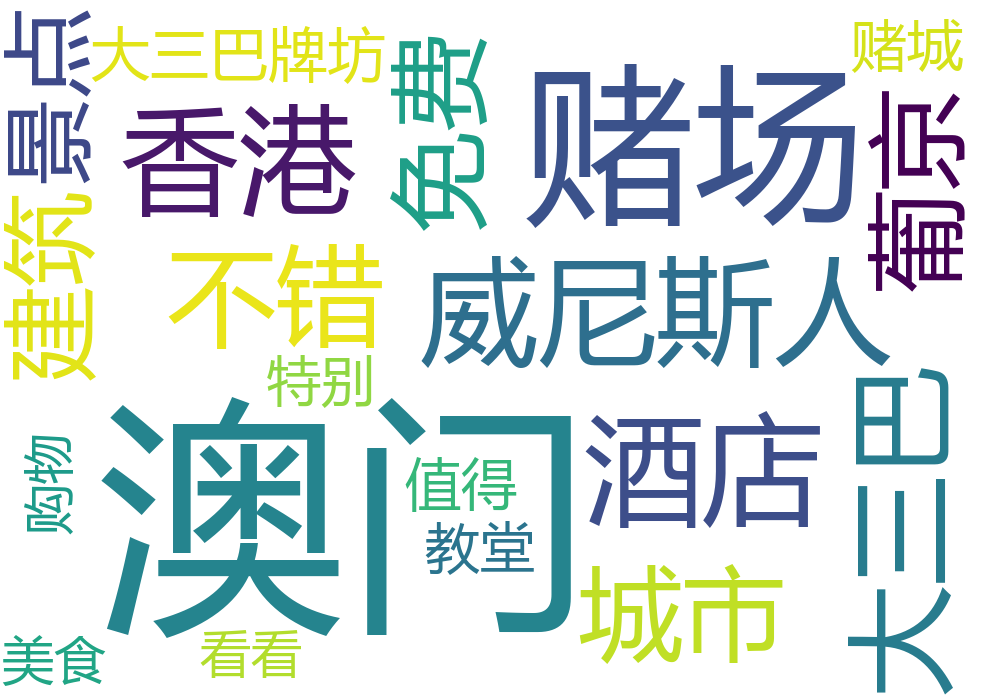 景点
大三巴牌坊
免费
赌场
赌城
香港
葡京
建筑
不错
威尼斯人
特别
大三巴
澳门
酒店
购物
值得
教堂
城市
美食
看看